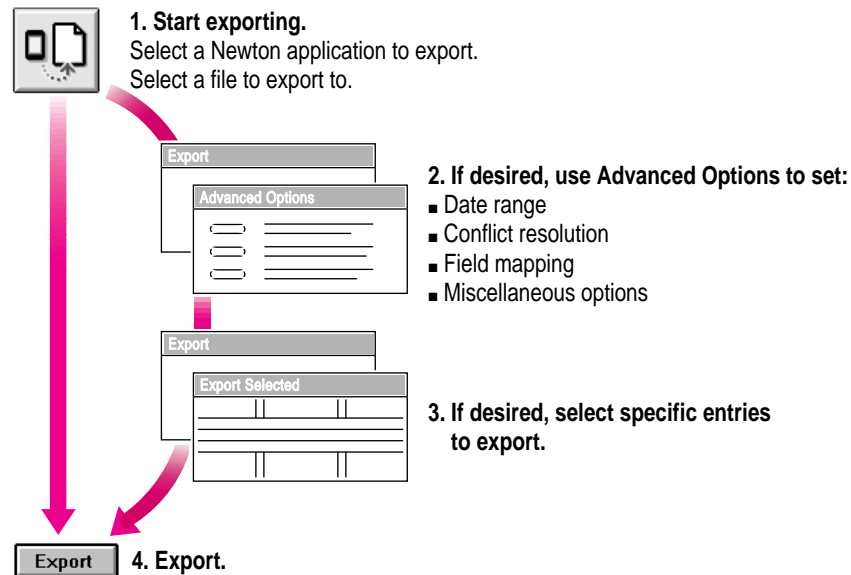 1. Start exporting.
Select a Newton application to export.
Select a file to export to.
Export
Advanced Options
2. If desired, use Advanced Options to set:
■ Date range
■ Conflict resolution
■ Field mapping
■ Miscellaneous options
Export
Export Selected
3. If desired, select specific entries
to export.
Export
4. Export.